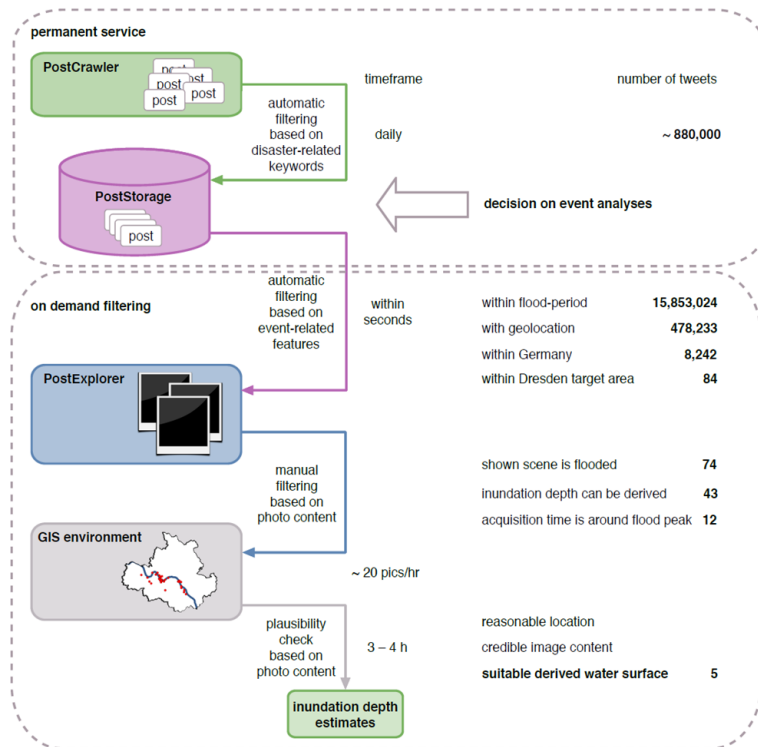 permanent service
PostCrawler
post
post
post
post
post
timeframe
number of tweets
automatic
filtering
based on
disaster-related
keywords
daily
~ 880,000
PostStorage
post
decision on event analyses
on demand filtering
automatic
filtering
based on
event-related
features
within
seconds
within flood-period 15,853,024
with geolocation 478,233
within Germany 8,242
within Dresden target area 84
PostExplorer
manual
filtering
based on
photo content
shown scene is flooded 74
inundation depth can be derived 43
acquisition time is around flood peak 12
GIS environment
~ 20 pics/hr
plausibility
check
based on
photo content
3 – 4 h
reasonable location
credible image content
suitable derived water surface 5
inundation depth
estimates